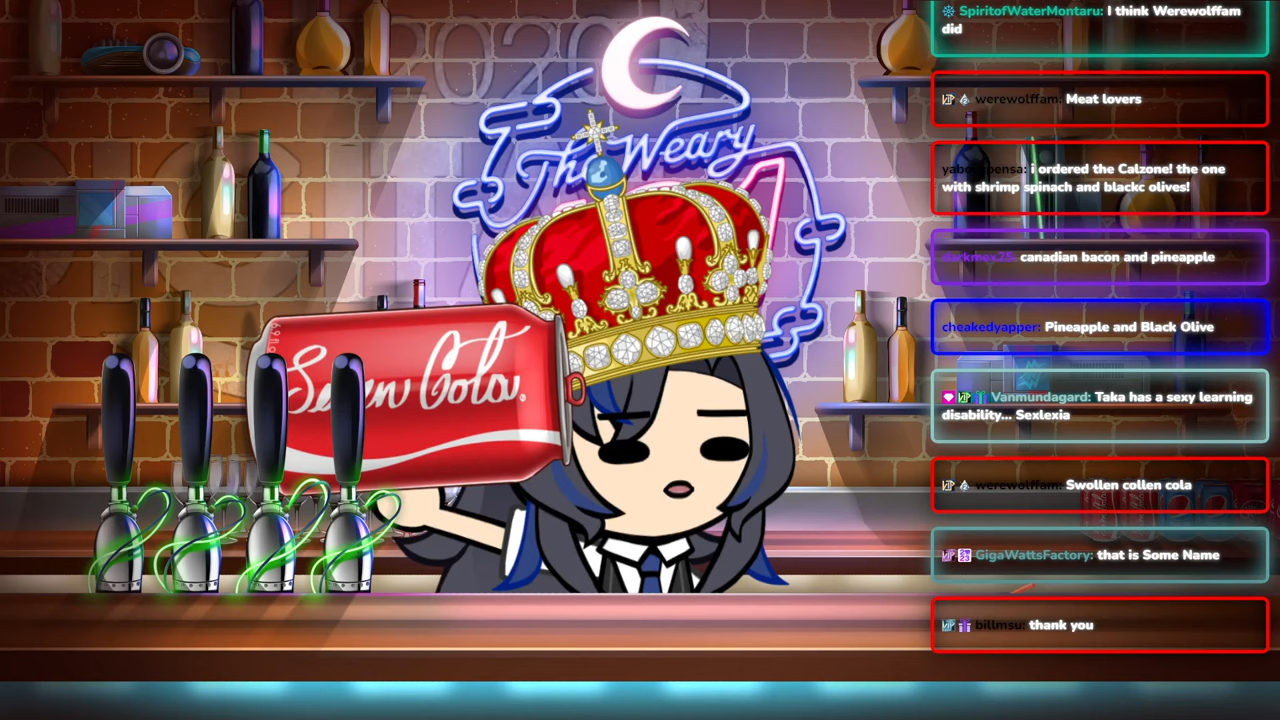 2020
The Weary
Cola
SpiritofWaterMontaru: I think Werewolffam
did
werewolffam: Meat lovers
i ordered the Calzone! the one
with shrimp spinach and blackc olives!
darkmex25: canadian bacon and pineapple
cheakedyapper: Pineapple and Black Olive
Vanmundagard: Taka has a sexy learning
disability... Sexlexia
werewolffam: Swollen collen cola
GigaWattsFactory: that is Some Name
billmsu: thank you